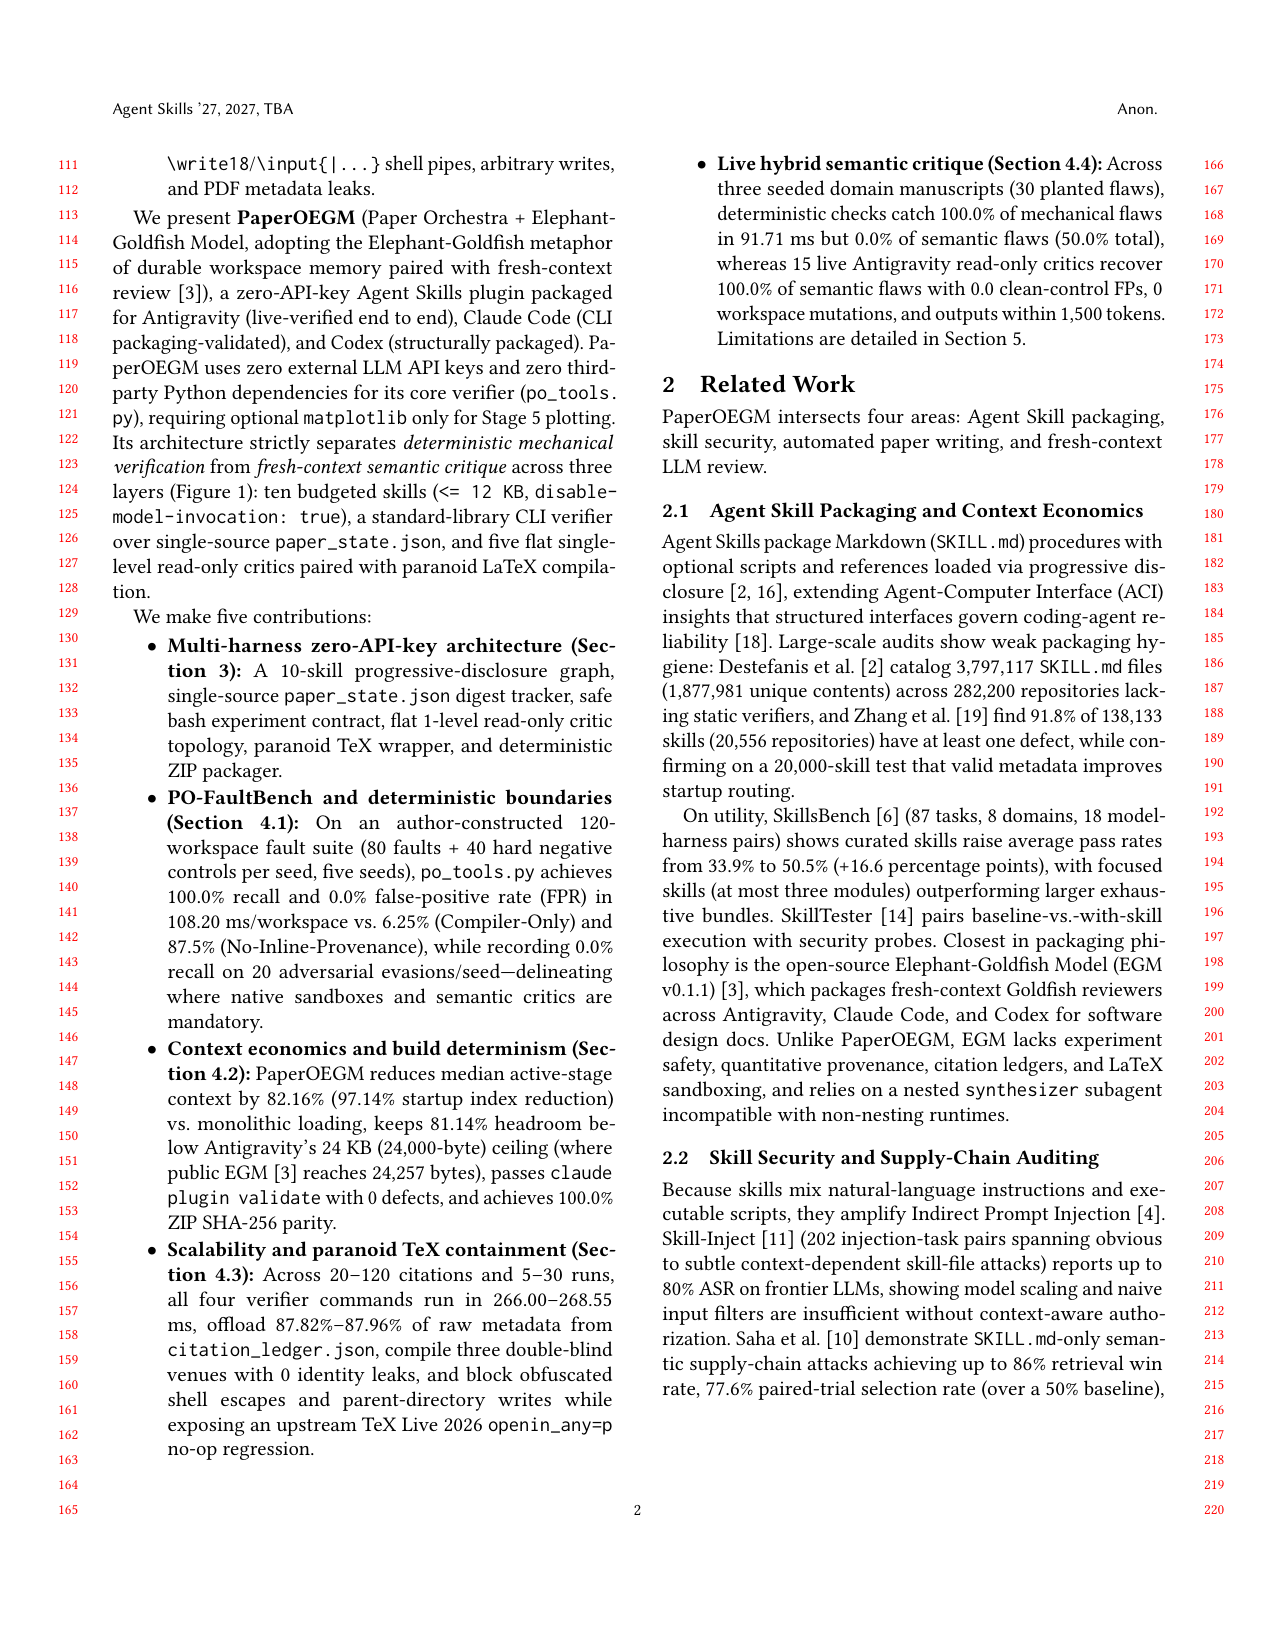 Agent Skills ’27, 2027, TBA
Anon.
111 \write18/\input{|...} shell pipes, arbitrary writes,
112 and PDF metadata leaks.
113 We present PaperOEGM (Paper Orchestra + Elephant-
114 Goldfish Model, adopting the Elephant-Goldfish metaphor
115 of durable workspace memory paired with fresh-context
116 review [3]), a zero-API-key Agent Skills plugin packaged
117 for Antigravity (live-verified end to end), Claude Code (CLI
118 packaging-validated), and Codex (structurally packaged). Pa-
119 perOEGM uses zero external LLM API keys and zero third-
120 party Python dependencies for its core verifier (po_tools.
121 py), requiring optional matplotlib only for Stage 5 plotting.
122 Its architecture strictly separates deterministic mechanical
123 verification from fresh-context semantic critique across three
124 layers (Figure 1): ten budgeted skills (<= 12 KB, disable-
125 model-invocation: true), a standard-library CLI verifier
126 over single-source paper_state.json, and five flat single-
127 level read-only critics paired with paranoid LaTeX compila-
128 tion.
129 We make five contributions:
130 • Multi-harness zero-API-key architecture (Sec-
131 tion 3): A 10-skill progressive-disclosure graph,
132 single-source paper_state.json digest tracker, safe
133 bash experiment contract, flat 1-level read-only critic
134 topology, paranoid TeX wrapper, and deterministic
135 ZIP packager.
136 • PO-FaultBench and deterministic boundaries
137 (Section 4.1): On an author-constructed 120-
138 workspace fault suite (80 faults + 40 hard negative
139 controls per seed, five seeds), po_tools.py achieves
140 100.0% recall and 0.0% false-positive rate (FPR) in
141 108.20 ms/workspace vs. 6.25% (Compiler-Only) and
142 87.5% (No-Inline-Provenance), while recording 0.0%
143 recall on 20 adversarial evasions/seed—delineating
144 where native sandboxes and semantic critics are
145 mandatory.
146 • Context economics and build determinism (Sec-
147 tion 4.2): PaperOEGM reduces median active-stage
148 context by 82.16% (97.14% startup index reduction)
149 vs. monolithic loading, keeps 81.14% headroom be-
150 low Antigravity’s 24 KB (24,000-byte) ceiling (where
151 public EGM [3] reaches 24,257 bytes), passes claude
152 plugin validate with 0 defects, and achieves 100.0%
153 ZIP SHA-256 parity.
154 • Scalability and paranoid TeX containment (Sec-
155 tion 4.3): Across 20–120 citations and 5–30 runs,
156 all four verifier commands run in 266.00–268.55
157 ms, offload 87.82%–87.96% of raw metadata from
158 citation_ledger.json, compile three double-blind
159 venues with 0 identity leaks, and block obfuscated
160 shell escapes and parent-directory writes while
161 exposing an upstream TeX Live 2026 openin_any=p
162 no-op regression.
163
164
165
166 • Live hybrid semantic critique (Section 4.4): Across
167 three seeded domain manuscripts (30 planted flaws),
168 deterministic checks catch 100.0% of mechanical flaws
169 in 91.71 ms but 0.0% of semantic flaws (50.0% total),
170 whereas 15 live Antigravity read-only critics recover
171 100.0% of semantic flaws with 0.0 clean-control FPs, 0
172 workspace mutations, and outputs within 1,500 tokens.
173 Limitations are detailed in Section 5.
174
175 2 Related Work
176 PaperOEGM intersects four areas: Agent Skill packaging,
177 skill security, automated paper writing, and fresh-context
178 LLM review.
179
180 2.1 Agent Skill Packaging and Context Economics
181 Agent Skills package Markdown (SKILL.md) procedures with
182 optional scripts and references loaded via progressive dis-
183 closure [2, 16], extending Agent-Computer Interface (ACI)
184 insights that structured interfaces govern coding-agent re-
185 liability [18]. Large-scale audits show weak packaging hy-
186 giene: Destefanis et al. [2] catalog 3,797,117 SKILL.md files
187 (1,877,981 unique contents) across 282,200 repositories lack-
188 ing static verifiers, and Zhang et al. [19] find 91.8% of 138,133
189 skills (20,556 repositories) have at least one defect, while con-
190 firming on a 20,000-skill test that valid metadata improves
191 startup routing.
192 On utility, SkillsBench [6] (87 tasks, 8 domains, 18 model-
193 harness pairs) shows curated skills raise average pass rates
194 from 33.9% to 50.5% (+16.6 percentage points), with focused
195 skills (at most three modules) outperforming larger exhaus-
196 tive bundles. SkillTester [14] pairs baseline-vs.-with-skill
197 execution with security probes. Closest in packaging phi-
198 losophy is the open-source Elephant-Goldfish Model (EGM
199 v0.1.1) [3], which packages fresh-context Goldfish reviewers
200 across Antigravity, Claude Code, and Codex for software
201 design docs. Unlike PaperOEGM, EGM lacks experiment
202 safety, quantitative provenance, citation ledgers, and LaTeX
203 sandboxing, and relies on a nested synthesizer subagent
204 incompatible with non-nesting runtimes.
205
206 2.2 Skill Security and Supply-Chain Auditing
207 Because skills mix natural-language instructions and exe-
208 cutable scripts, they amplify Indirect Prompt Injection [4].
209 Skill-Inject [11] (202 injection-task pairs spanning obvious
210 to subtle context-dependent skill-file attacks) reports up to
211 80% ASR on frontier LLMs, showing model scaling and naive
212 input filters are insufficient without context-aware autho-
213 rization. Saha et al. [10] demonstrate SKILL.md-only seman-
214 tic supply-chain attacks achieving up to 86% retrieval win
215 rate, 77.6% paired-trial selection rate (over a 50% baseline),
216
217
218
219
220
2